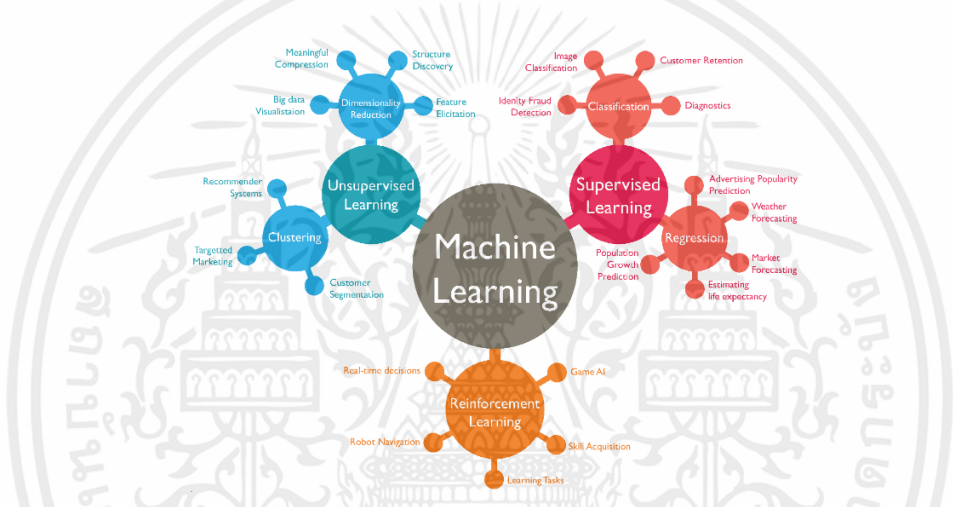 Meaningful
Compression
Structure
Discovery
Big data
Visualistaion
Dimensionality
Reduction
Feature
Elicitation
Unsupervised
Learning
Recommender
Systems
Clustering
Targetted
Marketing
Customer
Segmentation
Image
Classification
Customer Retention
Idenity Fraud
Detection
Classification
Diagnostics
Supervised
Learning
Advertising Popularity
Prediction
Weather
Forecasting
Regression
Population
Growth
Prediction
Market
Forecasting
Estimating
life expectancy
Machine
Learning
Real-time decisions
Game AI
Reinforcement
Learning
Robot Navigation
Skill Acquisition
Learning Tasks